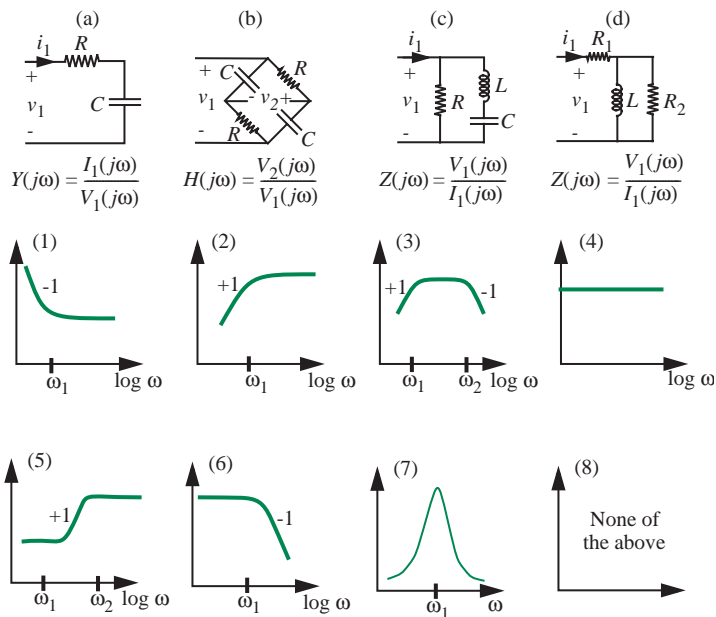 (a) (b) (c) (d)
i₁ R C R i₁ i₁ R₁
+ + + +
v₁ C v₁ - v₂ + v₁ R L C v₁ L R₂
- - R C - -
Y(jω) = I₁(jω) / V₁(jω) H(jω) = V₂(jω) / V₁(jω) Z(jω) = V₁(jω) / I₁(jω) Z(jω) = V₁(jω) / I₁(jω)
(1) (2) (3) (4)
-1 +1 +1 -1
ω₁ log ω ω₁ log ω ω₁ ω₂ log ω log ω
(5) (6) (7) (8)
+1 -1 None of
the above
ω₁ ω₂ log ω ω₁ log ω ω₁ ω